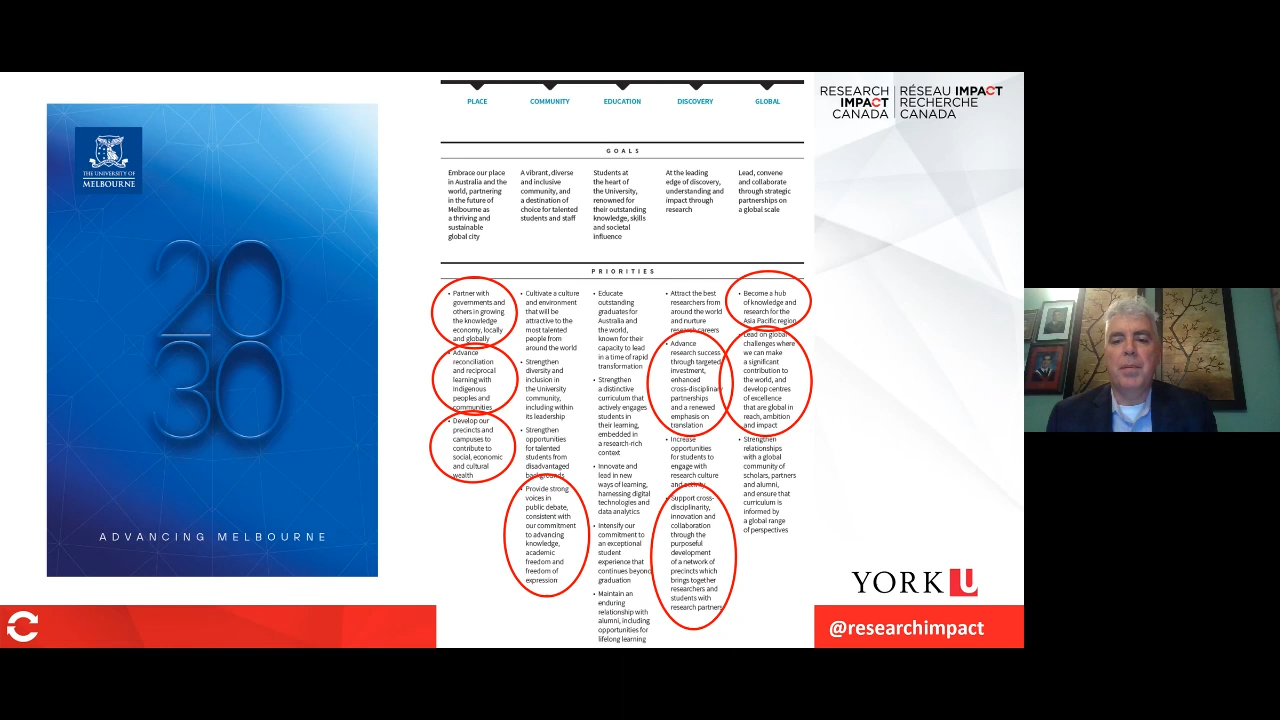 THE UNIVERSITY OF
MELBOURNE
20
30
ADVANCING MELBOURNE
PLACE
COMMUNITY
EDUCATION
DISCOVERY
GLOBAL
GOALS
Embrace our place
in Australia and the
world, partnering
in the future of
Melbourne as
a thriving and
sustainable
global city
A vibrant, diverse
and inclusive
community, and
a destination of
choice for talented
students and staff
Students at
the heart of
the University,
renowned for
their outstanding
knowledge, skills
and societal
influence
At the leading
edge of discovery,
understanding and
impact through
research
Lead, convene
and collaborate
through strategic
partnerships on
a global scale
PRIORITIES
• Partner with
governments and
others in growing
the knowledge
economy, locally
and globally
• Advance
reconciliation
and reciprocal
learning with
Indigenous
peoples and
communities
• Develop our
precincts and
campuses to
contribute to
social, economic
and cultural
wealth
• Cultivate a culture
and environment
that will be
attractive to the
most talented
people from
around the world
• Strengthen
diversity and
inclusion in
the University
community,
including within
its leadership
• Strengthen
opportunities
for talented
students from
disadvantaged
backgrounds
• Provide strong
voices in
public debate,
consistent with
our commitment
to advancing
knowledge,
academic
freedom and
freedom of
expression
• Educate
outstanding
graduates for
Australia and
the world,
known for their
capacity to lead
in a time of rapid
transformation
• Strengthen
a distinctive
curriculum that
actively engages
students in
their learning,
embedded in
a research-rich
context
• Innovate and
lead in new
ways of learning,
harnessing digital
technologies and
data analytics
• Intensify our
commitment to
an exceptional
student
experience that
continues beyond
graduation
• Maintain an
enduring
relationship with
alumni, including
opportunities for
lifelong learning
• Attract the best
researchers from
around the world
and nurture
research careers
• Advance
research success
through targeted
investment,
enhanced
cross-disciplinary
partnerships
and a renewed
emphasis on
translation
• Increase
opportunities
for students to
engage with
research culture
and activity
• Support cross-
disciplinarity,
innovation and
collaboration
through the
purposeful
development
of a network of
precincts which
brings together
researchers and
students with
research partners
• Become a hub
of knowledge and
research for the
Asia Pacific region
• Lead on global
challenges where
we can make
a significant
contribution to
the world, and
develop centres
of excellence
that are global in
reach, ambition
and impact
• Strengthen
relationships
with a global
community of
scholars, partners
and alumni,
and ensure that
curriculum is
informed by
a global range
of perspectives
RESEARCH
IMPACT
CANADA
RÉSEAU IMPACT
RECHERCHE
CANADA
YORK U
@researchimpact